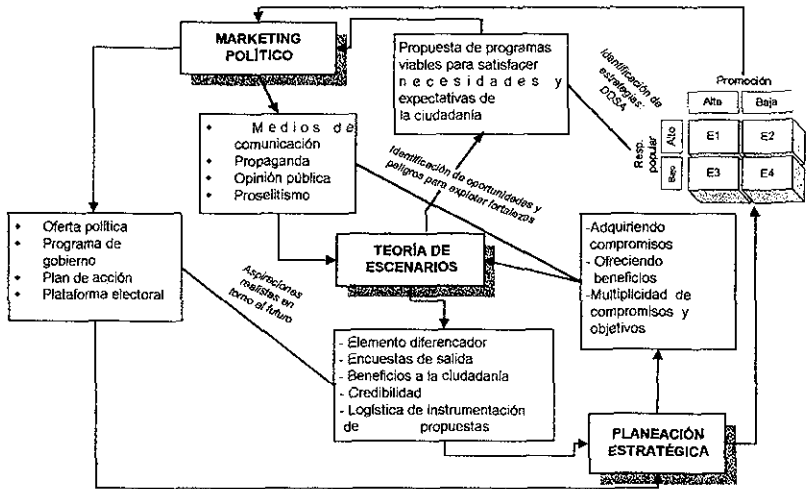 MARKETING
POLÍTICO
Propuesta de programas
viables para satisfacer
necesidades y
expectativas de
la ciudadanía
Identificación de
estrategias:
DDSA
Promoción
Alta
Baja
Resp.
popular
Alto
Bajo
E1
E2
E3
E4
♦ Medios de
comunicación
♦ Propaganda
♦ Opinión pública
♦ Proselitismo
Identificación de oportunidades y
peligros para explotar fortalezas
♦ Oferta política
♦ Programa de
gobierno
♦ Plan de acción
♦ Plataforma electoral
Aspiraciones
realistas en
torno al futuro
TEORÍA DE
ESCENARIOS
-Adquiriendo
compromisos
- Ofreciendo
beneficios
-Multiplicidad de
compromisos y
objetivos
- Elemento diferencador
- Encuestas de salida
- Beneficios a la ciudadanía
- Credibilidad
- Logística de instrumentación
de propuestas
PLANEACIÓN
ESTRATÉGICA